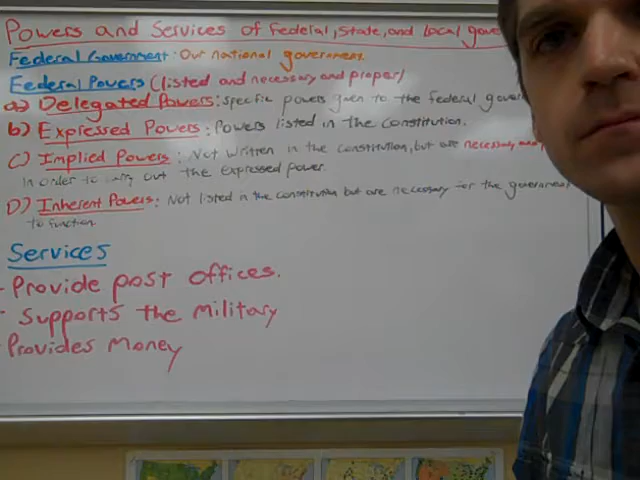 Powers and Services of Federal, State, and local gove
Federal Government: Our national government.
Federal Powers (listed and necessary and proper)
a) Delegated Powers: specific powers given to the federal gover
b) Expressed Powers: Powers listed in the constitution.
C) Implied Powers: Not written in the constitution, but are necessary and
in order to carry out the expressed power.
D) Inherent Powers: Not listed in the constitution but are necessary for the government
to function.
Services
- Provide post offices.
- Supports the military
- Provides Money